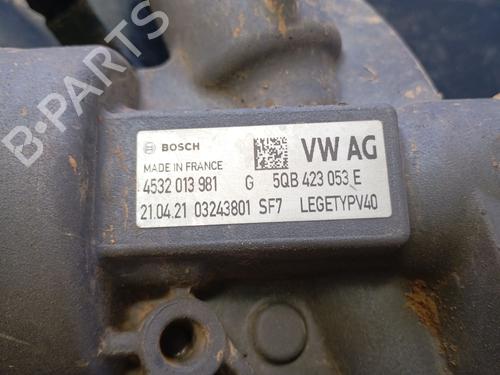 BOSCH
VW AG
MADE IN FRANCE
4532 013 981 G 5QB 423 053 E
21.04.21 03243801 SF7 LEGETYPV40
B-PARTS